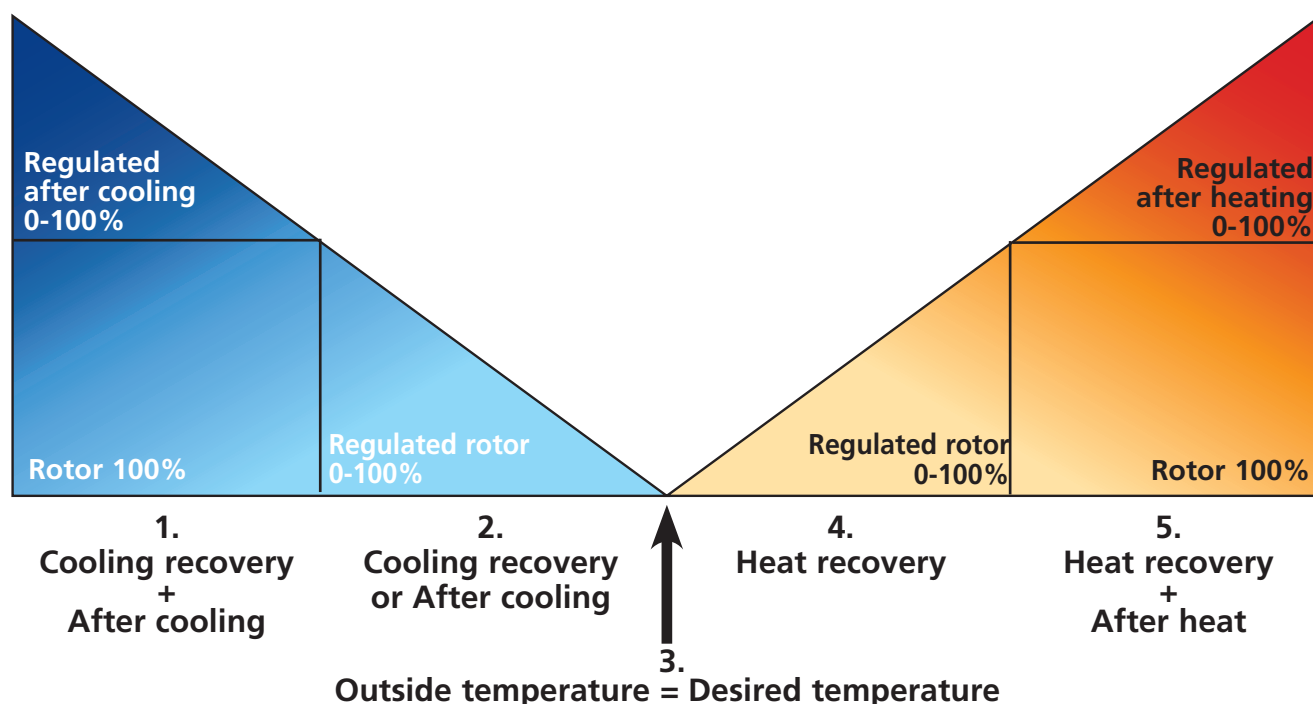 Regulated
after cooling
0-100%
Regulated
after heating
0-100%
Rotor 100%
Regulated rotor
0-100%
Regulated rotor
0-100%
Rotor 100%
1.
Cooling recovery
+
After cooling
2.
Cooling recovery
or After cooling
4.
Heat recovery
5.
Heat recovery
+
After heat
3.
Outside temperature = Desired temperature